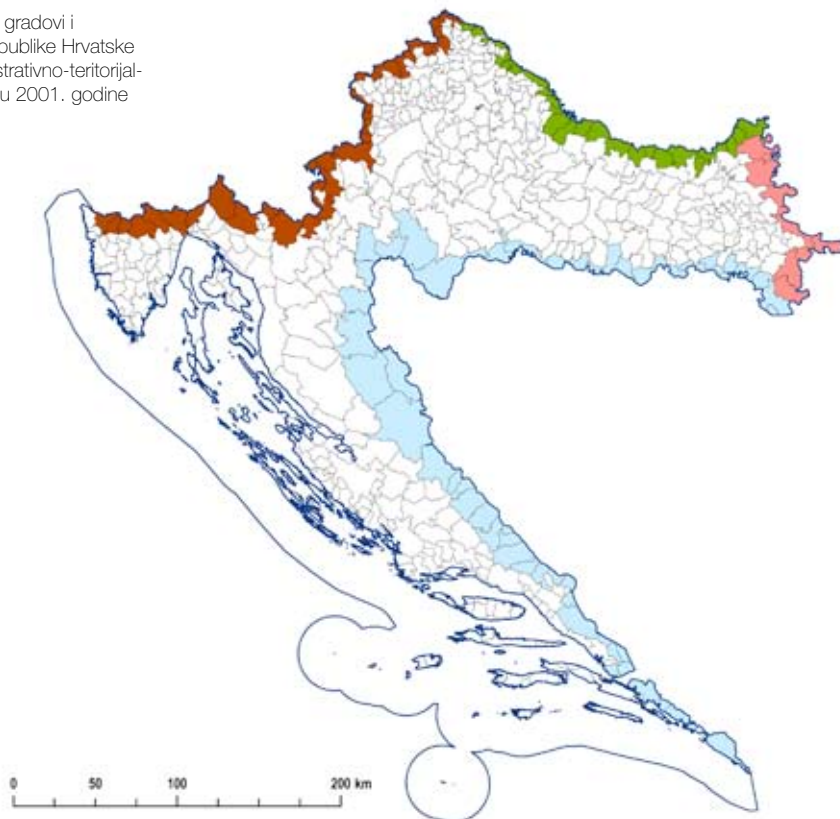 gradovi i
publike Hrvatske
strativno-teritorijal-
u 2001. godine
0 50 100 200 km